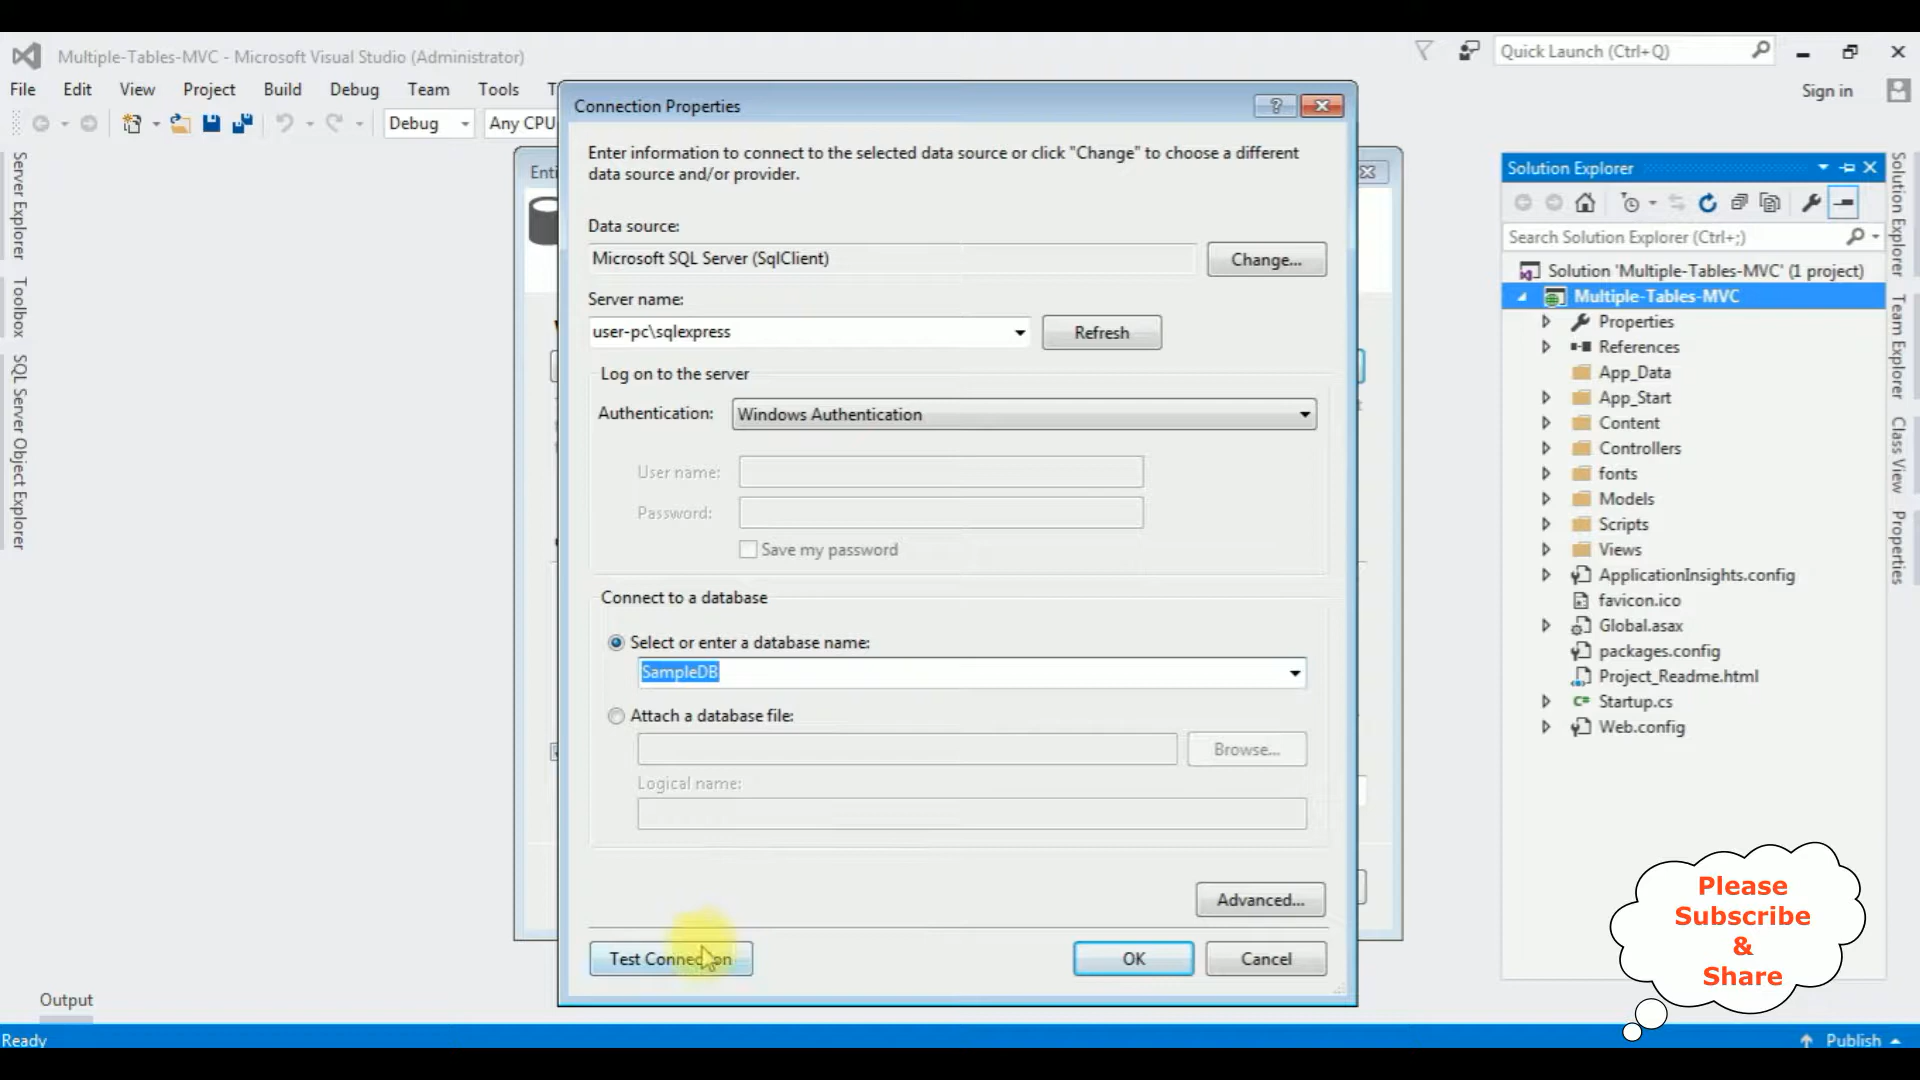 Multiple-Tables-MVC - Microsoft Visual Studio (Administrator)
Quick Launch (Ctrl+Q)
File Edit View Project Build Debug Team Tools T
Sign in
Debug
Any CPU
Server Explorer
Toolbox
SQL Server Object Explorer
Enti
Connection Properties
Enter information to connect to the selected data source or click "Change" to choose a different
data source and/or provider.
Data source:
Microsoft SQL Server (SqlClient)
Change...
Server name:
user-pc\sqlexpress
Refresh
Log on to the server
Authentication:
Windows Authentication
User name:
Password:
Save my password
Connect to a database
Select or enter a database name:
SampleDB
Attach a database file:
Browse...
Logical name:
Advanced...
Test Connection
OK
Cancel
Solution Explorer
Search Solution Explorer (Ctrl+;)
Solution 'Multiple-Tables-MVC' (1 project)
Multiple-Tables-MVC
Properties
References
App_Data
App_Start
Content
Controllers
fonts
Models
Scripts
Views
ApplicationInsights.config
favicon.ico
Global.asax
packages.config
Project_Readme.html
Startup.cs
Web.config
Solution Explorer
Team Explorer
Class View
Properties
Please
Subscribe
&
Share
Output
Ready
Publish